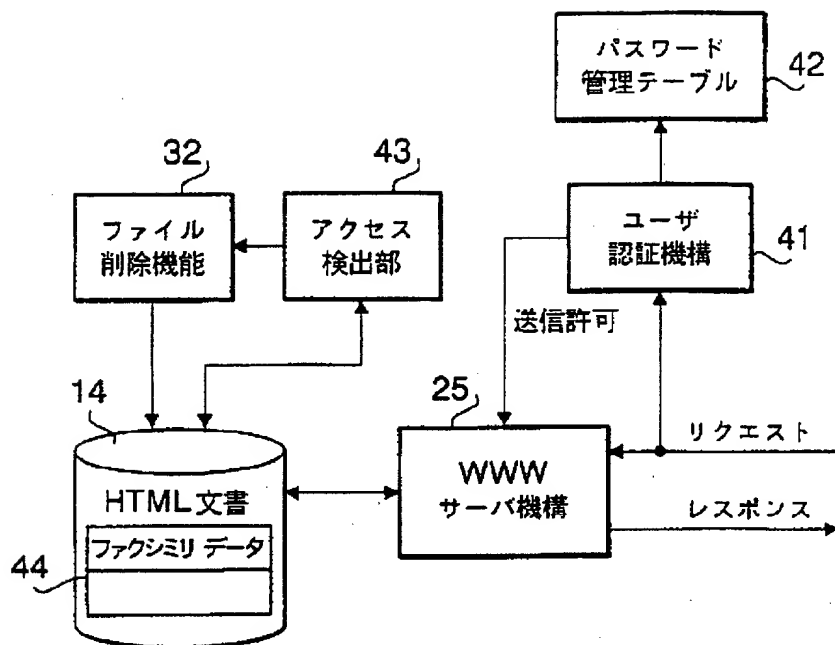 パスワード
管理テーブル
42
32
43
ファイル
削除機能
アクセス
検出部
ユーザ
認証機構
41
送信許可
14
25
リクエスト
WWW
サーバ機構
レスポンス
HTML文書
ファクシミリ データ
44